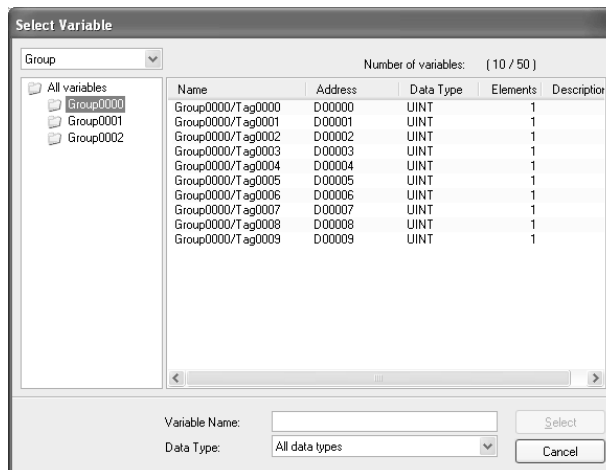 Select Variable
Group
Number of variables: ( 10 / 50 )
All variables
Group0000
Group0001
Group0002
Name Address Data Type Elements Description
Group0000/Tag0000 D00000 UINT 1
Group0000/Tag0001 D00001 UINT 1
Group0000/Tag0002 D00002 UINT 1
Group0000/Tag0003 D00003 UINT 1
Group0000/Tag0004 D00004 UINT 1
Group0000/Tag0005 D00005 UINT 1
Group0000/Tag0006 D00006 UINT 1
Group0000/Tag0007 D00007 UINT 1
Group0000/Tag0008 D00008 UINT 1
Group0000/Tag0009 D00009 UINT 1
Variable Name: Select
Data Type: All data types Cancel